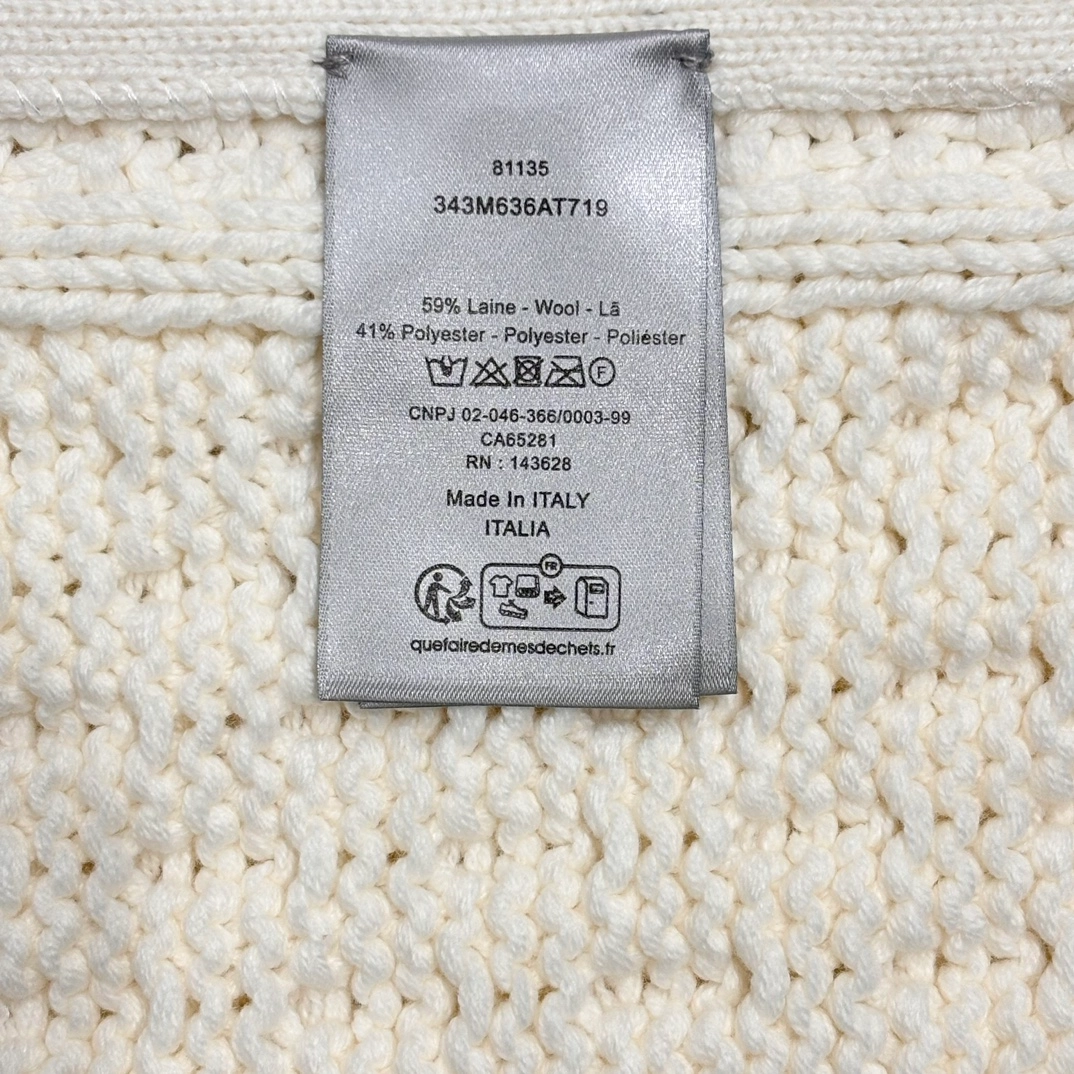 81135
343M636AT719
59% Laine - Wool - Lã
41% Polyester - Polyester - Poliéster
F
CNPJ 02-046-366/0003-99
CA65281
RN : 143628
Made In ITALY
ITALIA
FR
quefairedemesdechets.fr